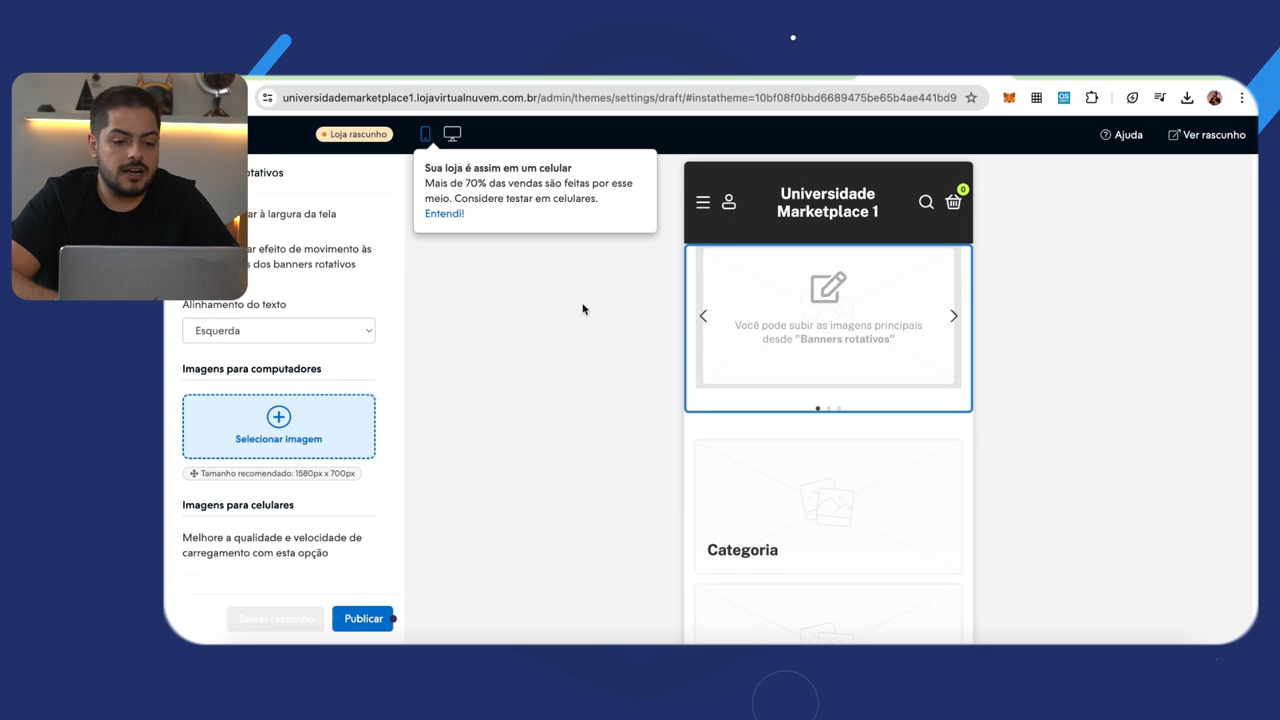 universidademarketplace1.lojavirtualnuvem.com.br/admin/themes/settings/draft/#instatheme=10bf08f0bbd6689475be65b4ae441bd9
Loja rascunho
Ajuda
Ver rascunho
otativos
ar à largura da tela
ar efeito de movimento às
s dos banners rotativos
Alinhamento do texto
Esquerda
Imagens para computadores
Selecionar imagem
Tamanho recomendado: 1580px x 700px
Imagens para celulares
Melhore a qualidade e velocidade de
carregamento com esta opção
Salvar rascunho
Publicar
Sua loja é assim em um celular
Mais de 70% das vendas são feitas por esse
meio. Considere testar em celulares.
Entendi!
Universidade
Marketplace 1
0
Você pode subir as imagens principais
desde "Banners rotativos"
Categoria